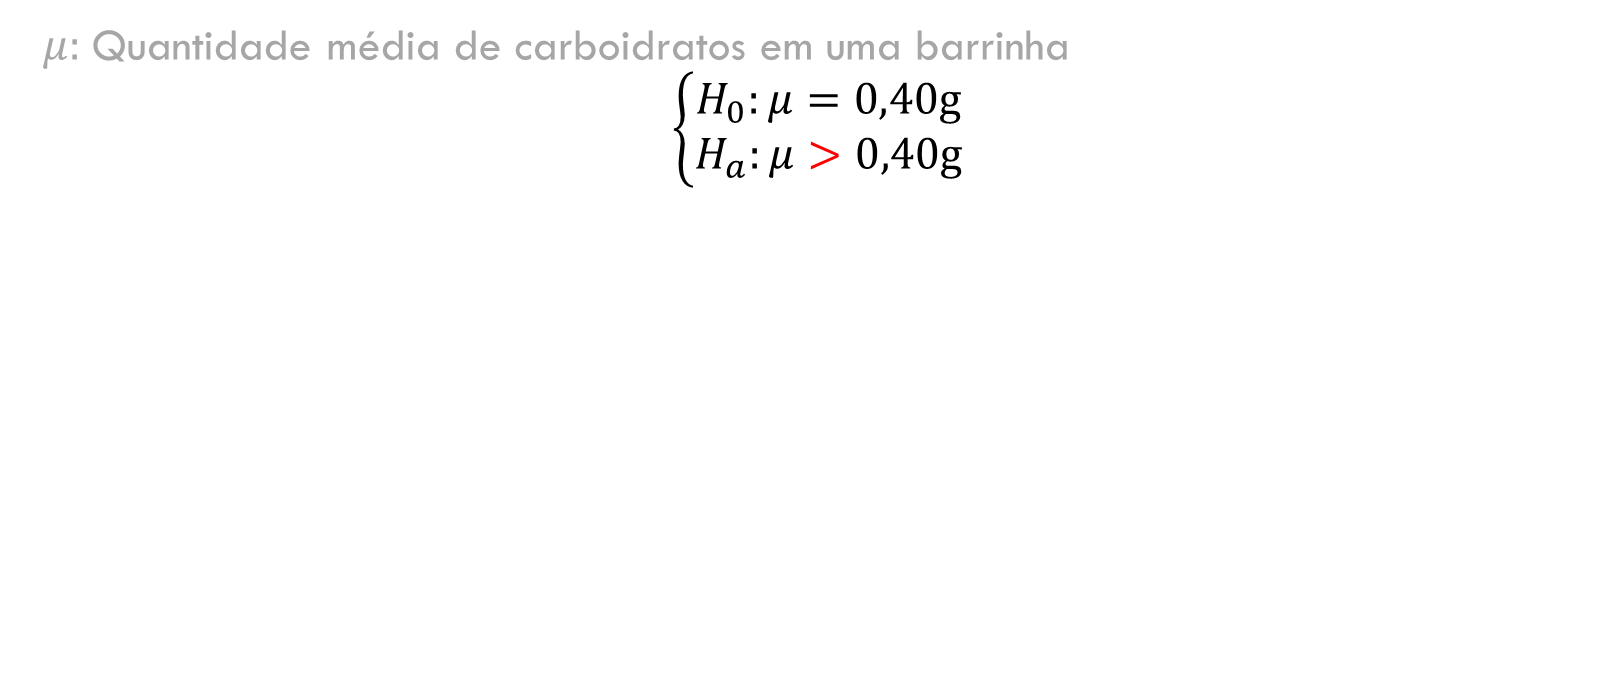 μ: Quantidade média de carboidratos em uma barrinha
H₀: μ = 0,40g
Hₐ: μ > 0,40g